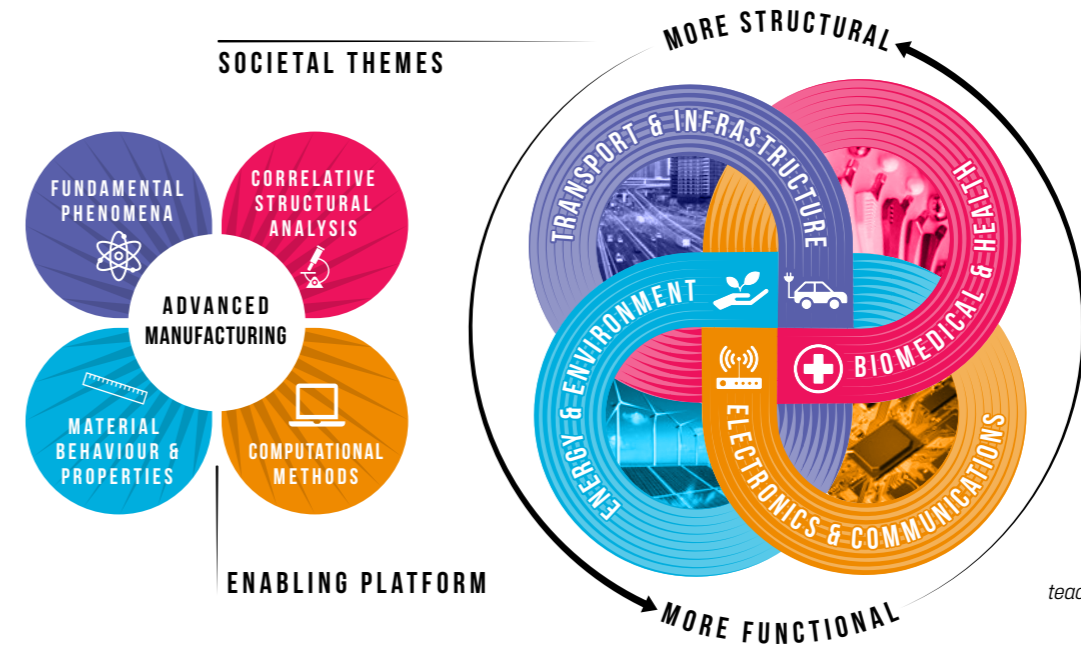 SOCIETAL THEMES
FUNDAMENTAL
PHENOMENA
CORRELATIVE
STRUCTURAL
ANALYSIS
ADVANCED
MANUFACTURING
MATERIAL
BEHAVIOUR &
PROPERTIES
COMPUTATIONAL
METHODS
ENABLING PLATFORM
MORE STRUCTURAL
TRANSPORT & INFRASTRUCTURE
BIOMEDICAL & HEALTH
ENERGY & ENVIRONMENT
ELECTRONICS & COMMUNICATIONS
MORE FUNCTIONAL
teac